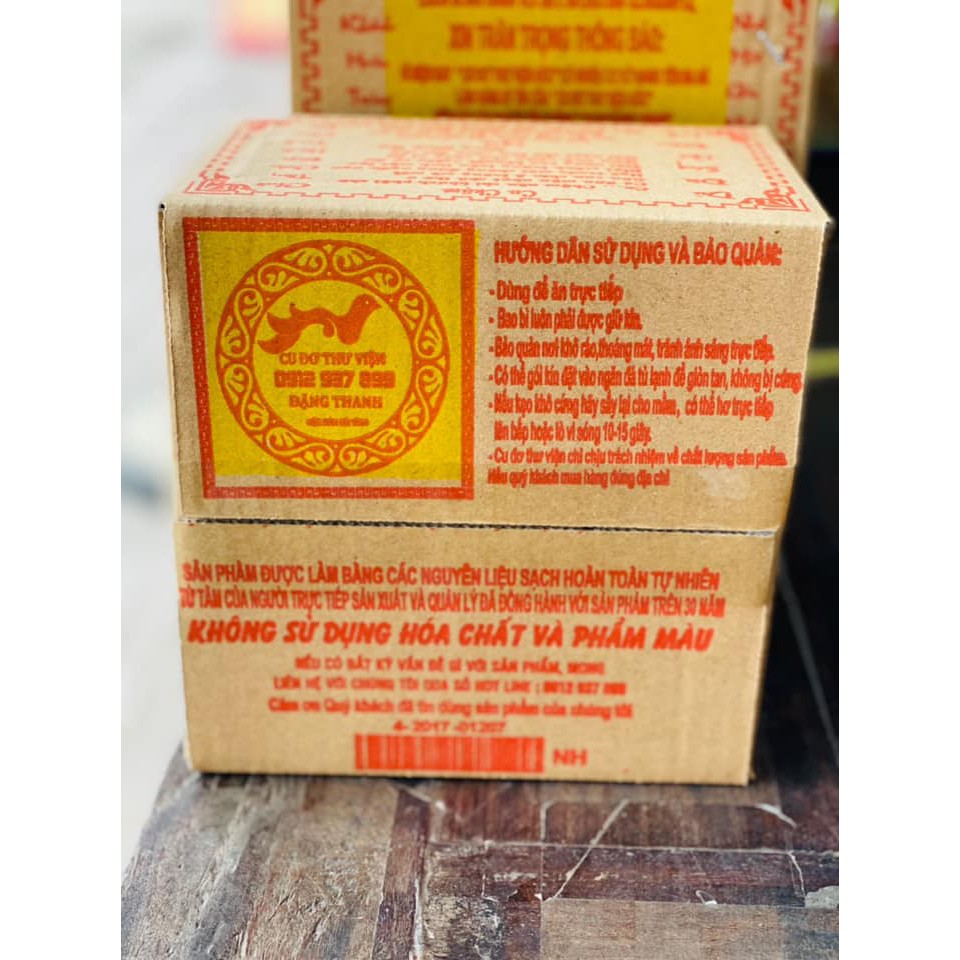 XIN TRÂN TRỌNG THÔNG BÁO:
CU ĐƠ THƯ VIỆN
0912 937 899
ĐẶNG THANH
HƯỚNG DẪN SỬ DỤNG VÀ BẢO QUẢN:
- Dùng để ăn trực tiếp
- Bao bì luôn phải được giữ kín.
- Bảo quản nơi khô ráo, thoáng mát, tránh ánh sáng trực tiếp.
- Có thể gói kín đặt vào ngăn đá tủ lạnh để giòn tan, không bị cứng.
- Nếu kẹo khô cứng hãy sấy lại cho mềm, có thể hơ trực tiếp
lên bếp hoặc lò vi sóng 10-15 giây.
- Cu đơ thư viện chỉ chịu trách nhiệm về chất lượng sản phẩm.
Nếu quý khách mua hàng đúng địa chỉ
SẢN PHẨM ĐƯỢC LÀM BẰNG CÁC NGUYÊN LIỆU SẠCH HOÀN TOÀN TỰ NHIÊN
TỪ TÂM CỦA NGƯỜI TRỰC TIẾP SẢN XUẤT VÀ QUẢN LÝ ĐÃ ĐỒNG HÀNH VỚI SẢN PHẨM TRÊN 30 NĂM
KHÔNG SỬ DỤNG HÓA CHẤT VÀ PHẨM MÀU
NẾU CÓ BẤT KỲ VẤN ĐỀ GÌ VỚI SẢN PHẨM, MONG
LIÊN HỆ VỚI CHÚNG TÔI QUA SỐ HOT LINE : 0912 937 899
Cảm ơn Quý khách đã tin dùng sản phẩm của chúng tôi
4- 2017 -01207
NH